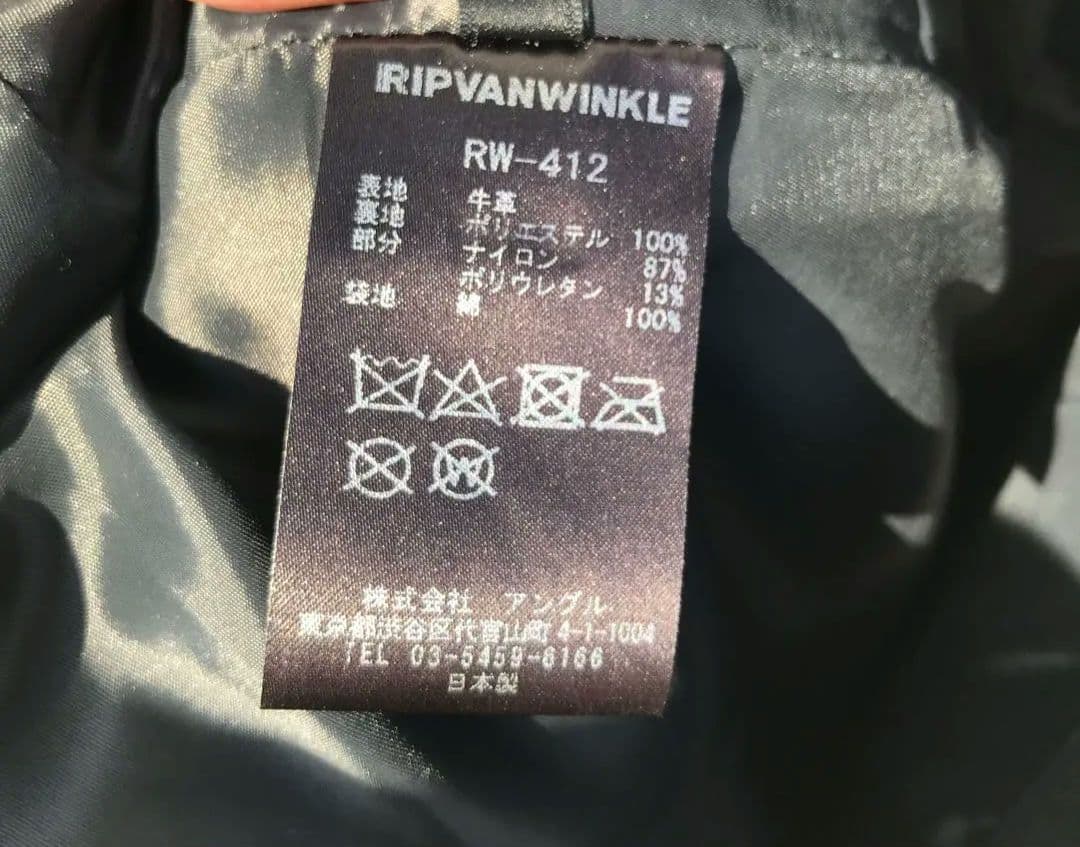 RIPVANWINKLE
RW-412
表地 牛革
裏地 ポリエステル 100%
部分 ナイロン 87%
ポリウレタン 13%
袋地 綿 100%
W
株式会社 アングル
東京都渋谷区代官山町4-1-1004
TEL 03-5459-6166
日本製